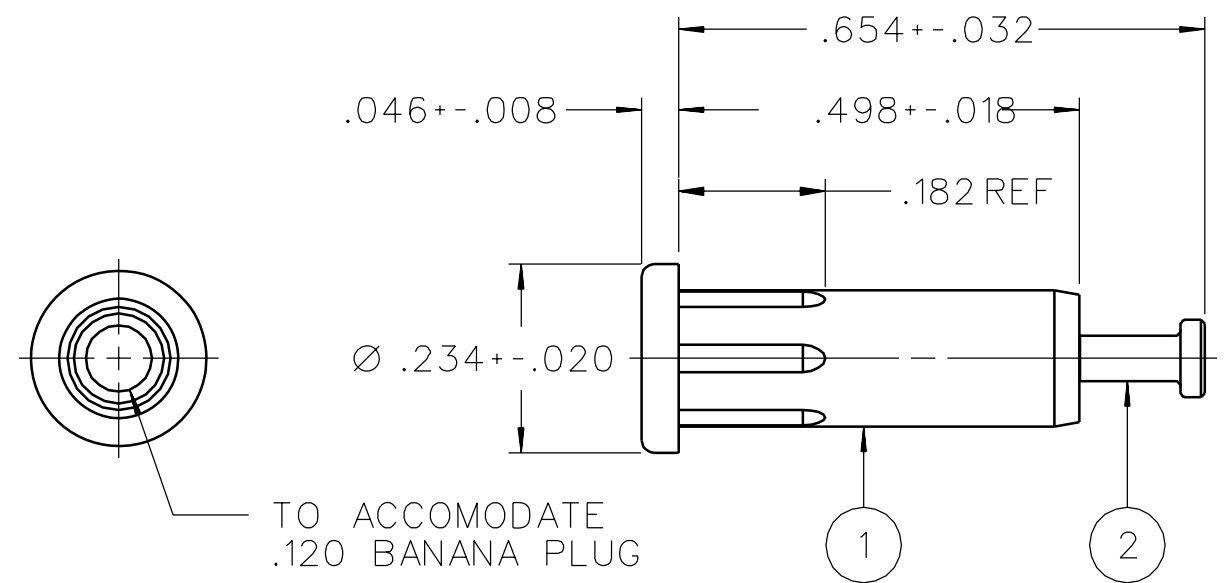 .654+-.032
.046+-.008
.498+-.018
.182 REF
Ø .234+-.020
TO ACCOMODATE
.120 BANANA PLUG
1
2